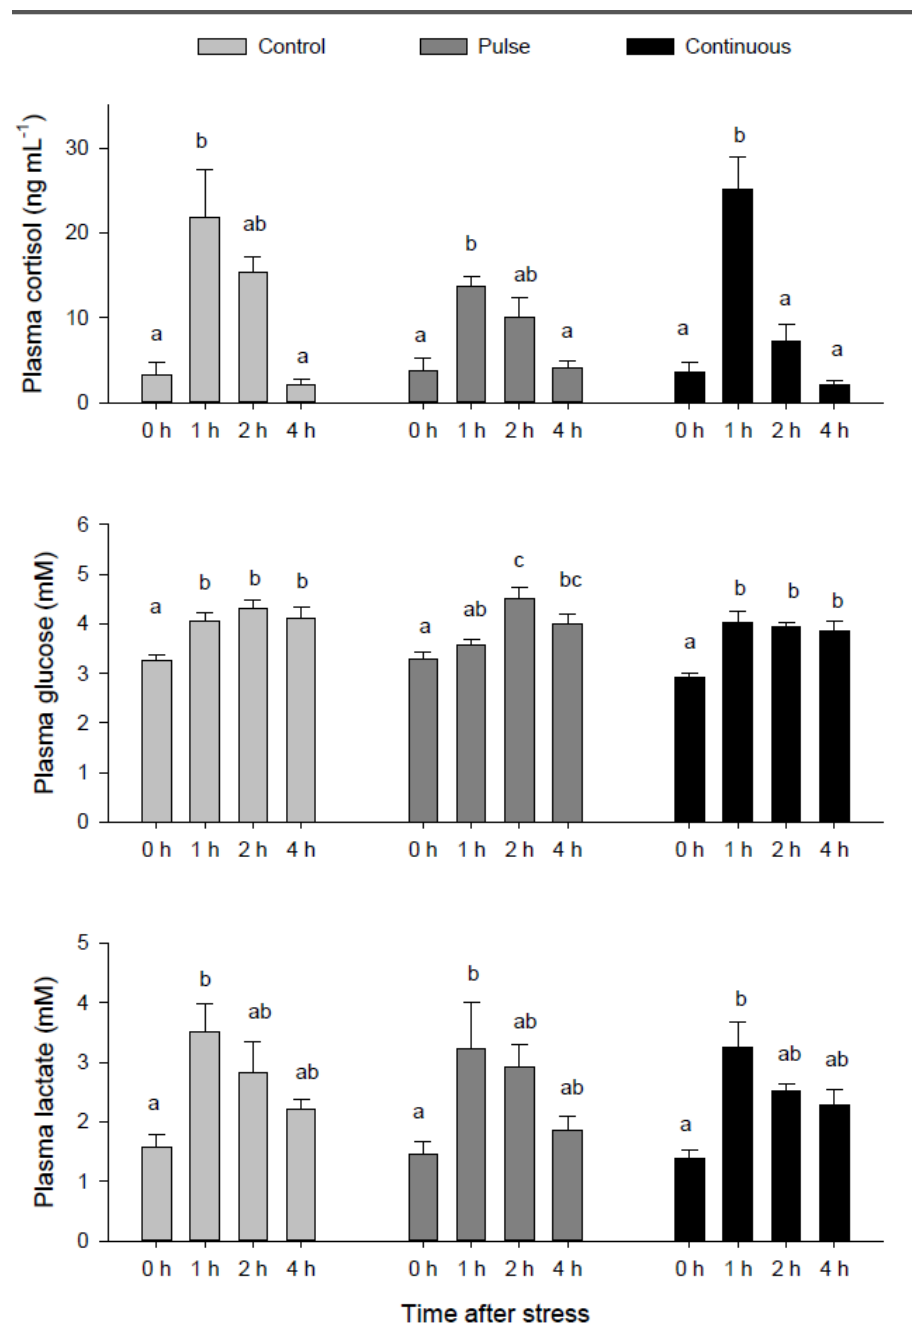 Control Pulse Continuous
Plasma cortisol (ng mL⁻¹)
30
20
10
0
b
ab
a
a
b
ab
a
a
b
a
a
a
0 h 1 h 2 h 4 h 0 h 1 h 2 h 4 h 0 h 1 h 2 h 4 h
Plasma glucose (mM)
6
5
4
3
2
1
0
a b b b
a ab c bc
a b b b
0 h 1 h 2 h 4 h 0 h 1 h 2 h 4 h 0 h 1 h 2 h 4 h
Plasma lactate (mM)
5
4
3
2
1
0
a b ab ab
a b ab ab
a b ab ab
0 h 1 h 2 h 4 h 0 h 1 h 2 h 4 h 0 h 1 h 2 h 4 h
Time after stress